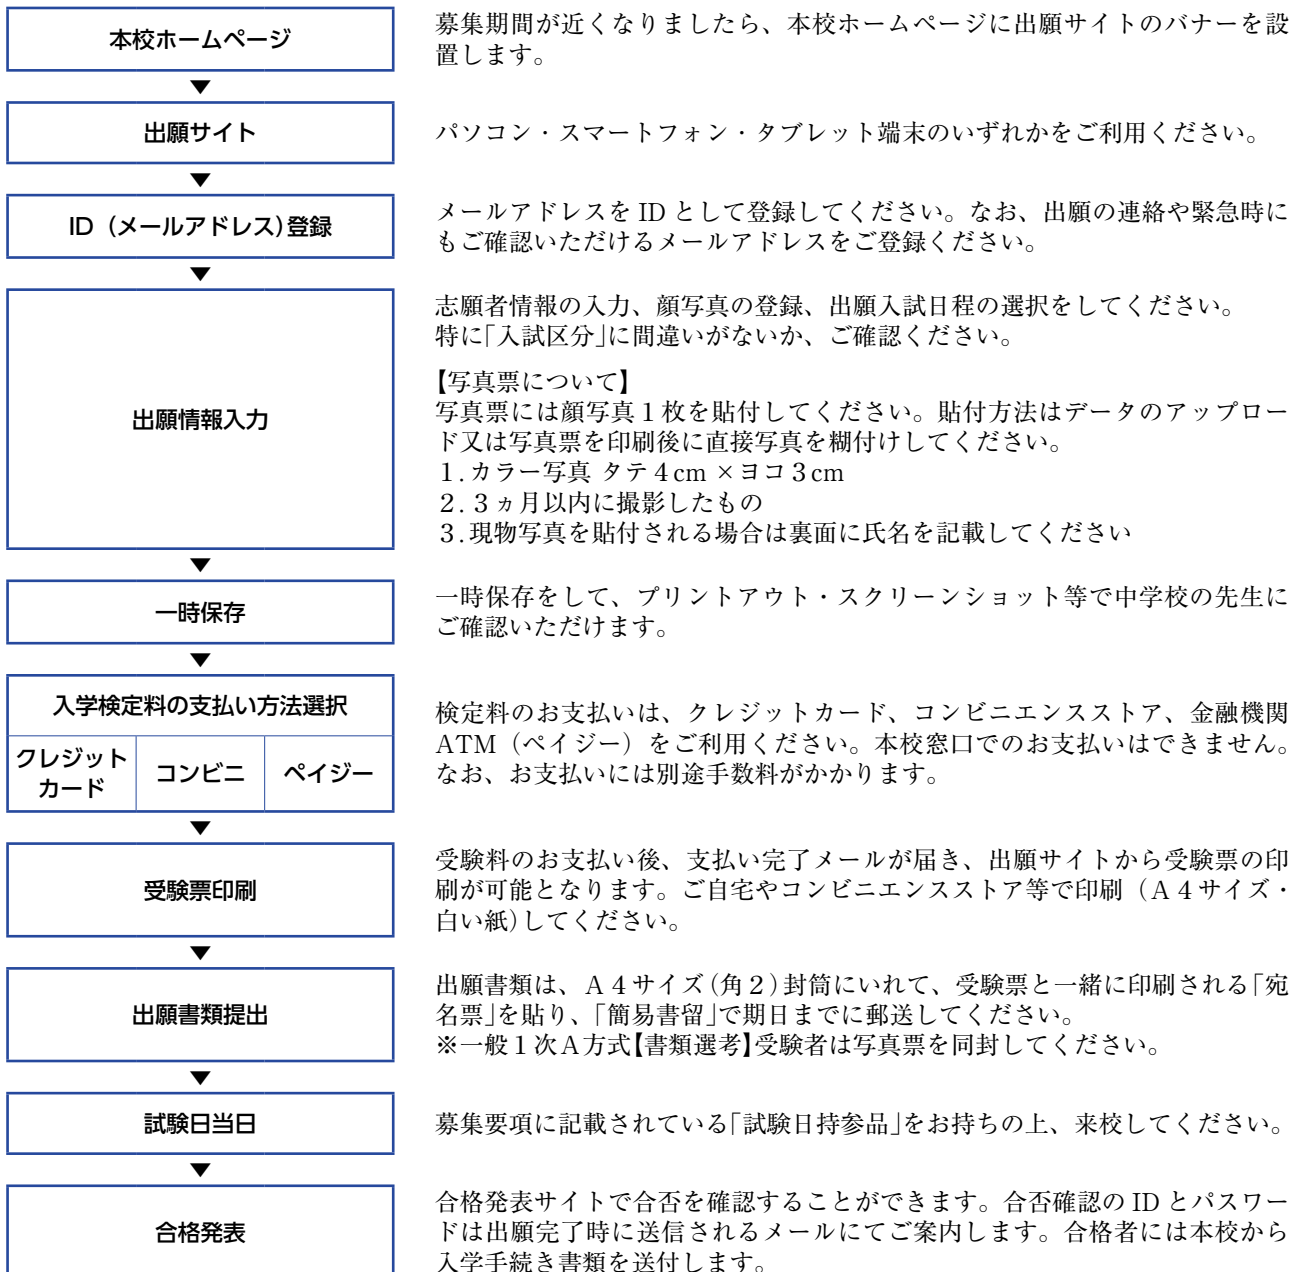 本校ホームページ
募集期間が近くなりましたら、本校ホームページに出願サイトのバナーを設
置します。
▼
出願サイト
パソコン・スマートフォン・タブレット端末のいずれかをご利用ください。
▼
ID（メールアドレス）登録
メールアドレスを ID として登録してください。なお、出願の連絡や緊急時に
もご確認いただけるメールアドレスをご登録ください。
▼
出願情報入力
志願者情報の入力、顔写真の登録、出願入試日程の選択をしてください。
特に「入試区分」に間違いがないか、ご確認ください。
【写真票について】
写真票には顔写真１枚を貼付してください。貼付方法はデータのアップロー
ド又は写真票を印刷後に直接写真を糊付けしてください。
１.カラー写真 タテ４cm ×ヨコ３cm
２.３ヵ月以内に撮影したもの
３.現物写真を貼付される場合は裏面に氏名を記載してください
▼
一時保存
一時保存をして、プリントアウト・スクリーンショット等で中学校の先生に
ご確認いただけます。
▼
入学検定料の支払い方法選択
クレジット
カード
コンビニ
ペイジー
検定料のお支払いは、クレジットカード、コンビニエンスストア、金融機関
ATM（ペイジー）をご利用ください。本校窓口でのお支払いはできません。
なお、お支払いには別途手数料がかかります。
▼
受験票印刷
受験料のお支払い後、支払い完了メールが届き、出願サイトから受験票の印
刷が可能となります。ご自宅やコンビニエンスストア等で印刷（Ａ４サイズ・
白い紙）してください。
▼
出願書類提出
出願書類は、Ａ４サイズ（角２）封筒にいれて、受験票と一緒に印刷される「宛
名票」を貼り、「簡易書留」で期日までに郵送してください。
※一般１次Ａ方式【書類選考】受験者は写真票を同封してください。
▼
試験日当日
募集要項に記載されている「試験日持参品」をお持ちの上、来校してください。
▼
合格発表
合格発表サイトで合否を確認することができます。合否確認の ID とパスワー
ドは出願完了時に送信されるメールにてご案内します。合格者には本校から
入学手続き書類を送付します。